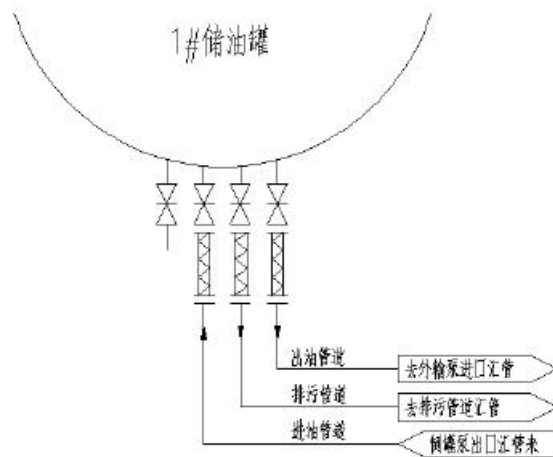 1#储油罐
出油管道
去外输泵进口汇管
排污管道
去排污管道汇管
进油管道
倒罐泵出口汇管来